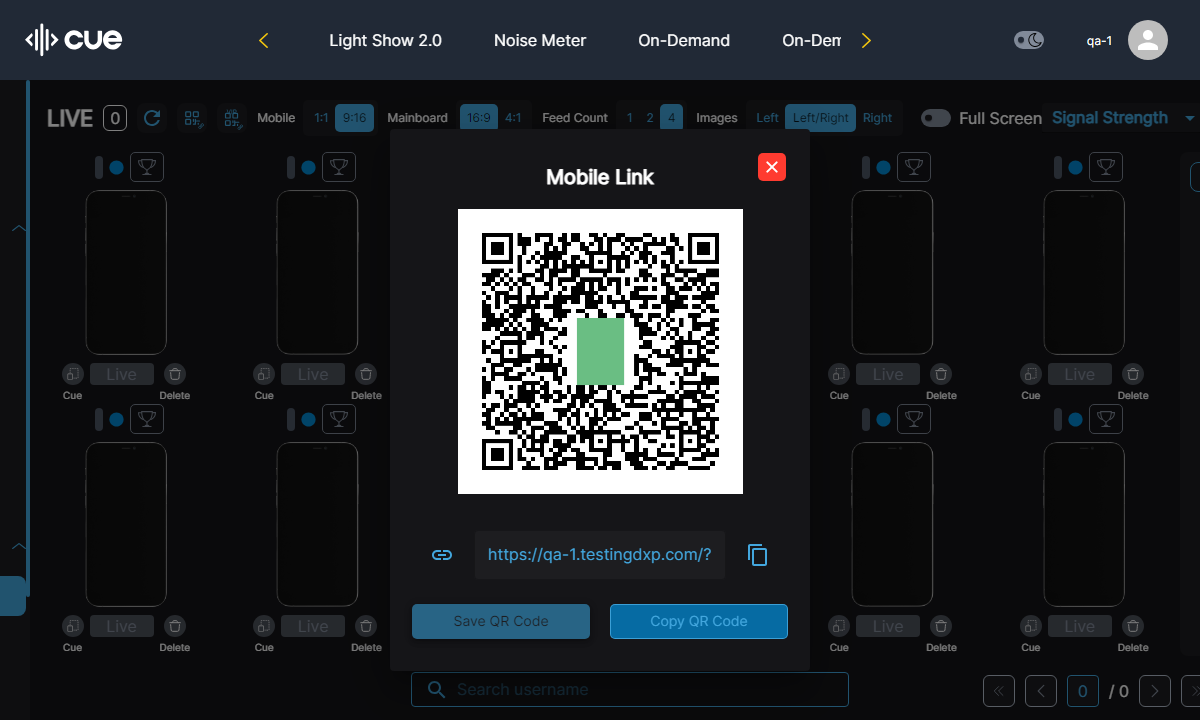 cue
Light Show 2.0
Noise Meter
On-Demand
On-Dem
qa-1
LIVE 0
Mobile 1:1 9:16
Mainboard 16:9 4:1
Feed Count 1 2 4
Images Left Left/Right Right
Full Screen
Signal Strength
Mobile Link
https://qa-1.testingdxp.com/?
Save QR Code
Copy QR Code
Live Live Live Live
Cue Delete Cue Delete Cue Delete Cue Delete
Live Live Live Live
Cue Delete Cue Delete Cue Delete Cue Delete
Search username
0 / 0